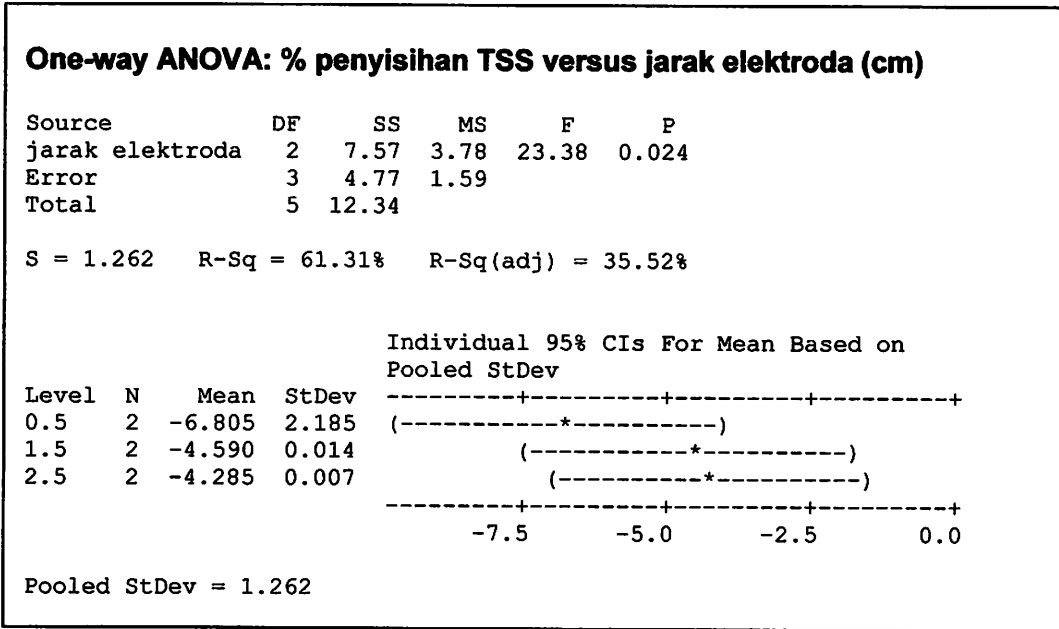 One-way ANOVA: % penyisihan TSS versus jarak elektroda (cm)
Source           DF     SS    MS      F      P
jarak elektroda   2   7.57  3.78  23.38  0.024
Error             3   4.77  1.59
Total             5  12.34
S = 1.262   R-Sq = 61.31%   R-Sq(adj) = 35.52%
Individual 95% CIs For Mean Based on
Pooled StDev
Level  N    Mean  StDev  ---------+---------+---------+---------+
0.5    2  -6.805  2.185  (-----------*----------)
1.5    2  -4.590  0.014           (-----------*----------)
2.5    2  -4.285  0.007             (----------*----------)
---------+---------+---------+---------+
-7.5      -5.0      -2.5       0.0
Pooled StDev = 1.262